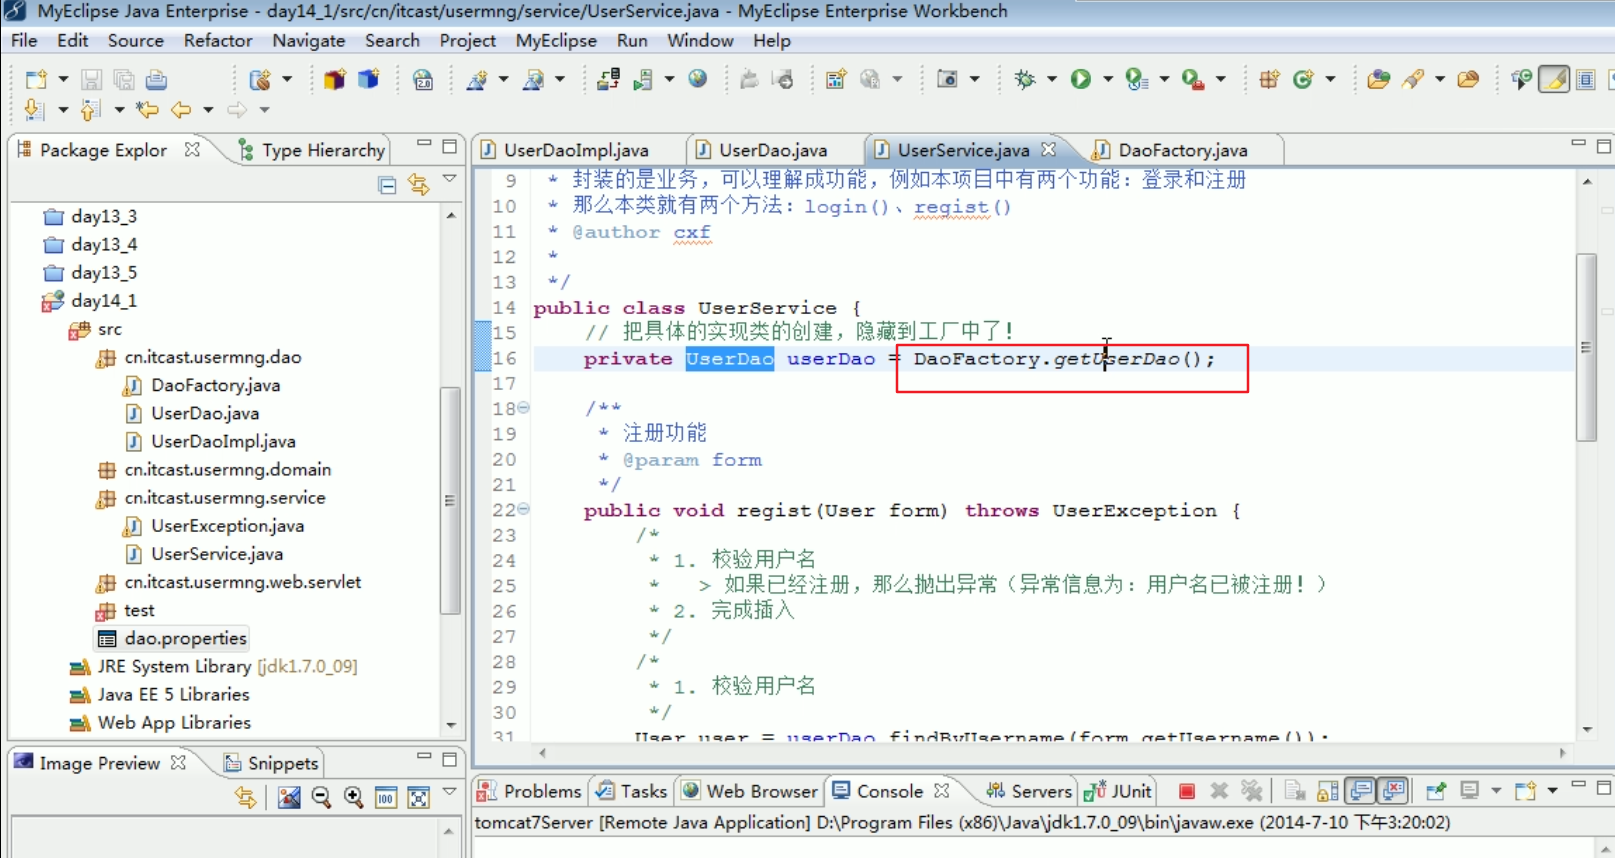 MyEclipse Java Enterprise - day14_1/src/cn/itcast/usermng/service/UserService.java - MyEclipse Enterprise Workbench
File Edit Source Refactor Navigate Search Project MyEclipse Run Window Help
Package Explor Type Hierarchy
day13_3
day13_4
day13_5
day14_1
src
cn.itcast.usermng.dao
DaoFactory.java
UserDao.java
UserDaoImpl.java
cn.itcast.usermng.domain
cn.itcast.usermng.service
UserException.java
UserService.java
cn.itcast.usermng.web.servlet
test
dao.properties
JRE System Library [jdk1.7.0_09]
Java EE 5 Libraries
Web App Libraries
Image Preview Snippets
100
UserDaoImpl.java UserDao.java UserService.java DaoFactory.java
9 * 封装的是业务，可以理解成功能，例如本项目中有两个功能：登录和注册
10 * 那么本类就有两个方法：login()、regist()
11 * @author cxf
12 *
13 */
14 public class UserService {
15 // 把具体的实现类的创建，隐藏到工厂中了！
16 private UserDao userDao = DaoFactory.getUserDao();
17
18 /**
19 * 注册功能
20 * @param form
21 */
22 public void regist(User form) throws UserException {
23 /*
24 * 1. 校验用户名
25 * > 如果已经注册，那么抛出异常（异常信息为：用户名已被注册！）
26 * 2. 完成插入
27 */
28 /*
29 * 1. 校验用户名
30 */
31 User user = userDao.findByUsername(form.getUsername());
Problems Tasks Web Browser Console Servers JUnit
tomcat7Server [Remote Java Application] D:\Program Files (x86)\Java\jdk1.7.0_09\bin\javaw.exe (2014-7-10 下午3:20:02)